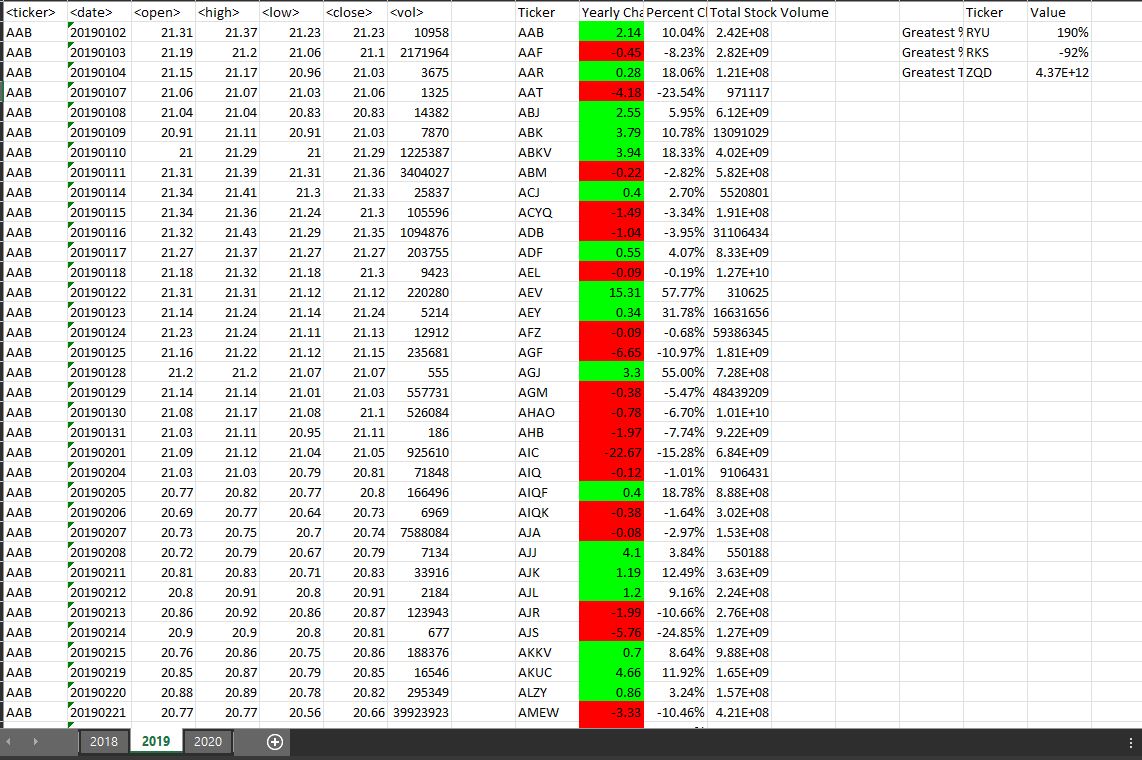 <ticker> <date> <open> <high> <low> <close> <vol> Ticker Yearly Cha Percent Cl Total Stock Volume Ticker Value
AAB 20190102 21.31 21.37 21.23 21.23 10958 AAB 2.14 10.04% 2.42E+08 Greatest % RYU 190%
AAB 20190103 21.19 21.2 21.06 21.1 2171964 AAF -0.45 -8.23% 2.82E+09 Greatest % RKS -92%
AAB 20190104 21.15 21.17 20.96 21.03 3675 AAR 0.28 18.06% 1.21E+08 Greatest T ZQD 4.37E+12
AAB 20190107 21.06 21.07 21.03 21.06 1325 AAT -4.18 -23.54% 971117
AAB 20190108 21.04 21.04 20.83 20.83 14382 ABJ 2.55 5.95% 6.12E+09
AAB 20190109 20.91 21.11 20.91 21.03 7870 ABK 3.79 10.78% 13091029
AAB 20190110 21 21.29 21 21.29 1225387 ABKV 3.94 18.33% 4.02E+09
AAB 20190111 21.31 21.39 21.31 21.36 3404027 ABM -0.22 -2.82% 5.82E+08
AAB 20190114 21.34 21.41 21.3 21.33 25837 ACJ 0.4 2.70% 5520801
AAB 20190115 21.34 21.36 21.24 21.3 105596 ACYQ -1.49 -3.34% 1.91E+08
AAB 20190116 21.32 21.43 21.29 21.35 1094876 ADB -1.04 -3.95% 31106434
AAB 20190117 21.27 21.37 21.27 21.27 203755 ADF 0.55 4.07% 8.33E+09
AAB 20190118 21.18 21.32 21.18 21.3 9423 AEL -0.09 -0.19% 1.27E+10
AAB 20190122 21.31 21.31 21.12 21.12 220280 AEV 15.31 57.77% 310625
AAB 20190123 21.14 21.24 21.14 21.24 5214 AEY 0.34 31.78% 16631656
AAB 20190124 21.23 21.24 21.11 21.13 12912 AFZ -0.09 -0.68% 59386345
AAB 20190125 21.16 21.22 21.12 21.15 235681 AGF -6.65 -10.97% 1.81E+09
AAB 20190128 21.2 21.2 21.07 21.07 555 AGJ 3.3 55.00% 7.28E+08
AAB 20190129 21.14 21.14 21.01 21.03 557731 AGM -0.38 -5.47% 48439209
AAB 20190130 21.08 21.17 21.08 21.1 526084 AHAO -0.78 -6.70% 1.01E+10
AAB 20190131 21.03 21.11 20.95 21.11 186 AHB -1.97 -7.74% 9.22E+09
AAB 20190201 21.09 21.12 21.04 21.05 925610 AIC -22.67 -15.28% 6.84E+09
AAB 20190204 21.03 21.03 20.79 20.81 71848 AIQ -0.12 -1.01% 9106431
AAB 20190205 20.77 20.82 20.77 20.8 166496 AIQF 0.4 18.78% 8.88E+08
AAB 20190206 20.69 20.77 20.64 20.73 6969 AIQK -0.38 -1.64% 3.02E+08
AAB 20190207 20.73 20.75 20.7 20.74 7588084 AJA -0.08 -2.97% 1.53E+08
AAB 20190208 20.72 20.79 20.67 20.79 7134 AJJ 4.1 3.84% 550188
AAB 20190211 20.81 20.83 20.71 20.83 33916 AJK 1.19 12.49% 3.63E+09
AAB 20190212 20.8 20.91 20.8 20.91 2184 AJL 1.2 9.16% 2.24E+08
AAB 20190213 20.86 20.92 20.86 20.87 123943 AJR -1.99 -10.66% 2.76E+08
AAB 20190214 20.9 20.9 20.8 20.81 677 AJS -5.76 -24.85% 1.27E+09
AAB 20190215 20.76 20.86 20.75 20.86 188376 AKKV 0.7 8.64% 9.88E+08
AAB 20190219 20.85 20.87 20.79 20.85 16546 AKUC 4.66 11.92% 1.65E+09
AAB 20190220 20.88 20.89 20.78 20.82 295349 ALZY 0.86 3.24% 1.57E+08
AAB 20190221 20.77 20.77 20.56 20.66 39923923 AMEW -3.33 -10.46% 4.21E+08
2018 2019 2020